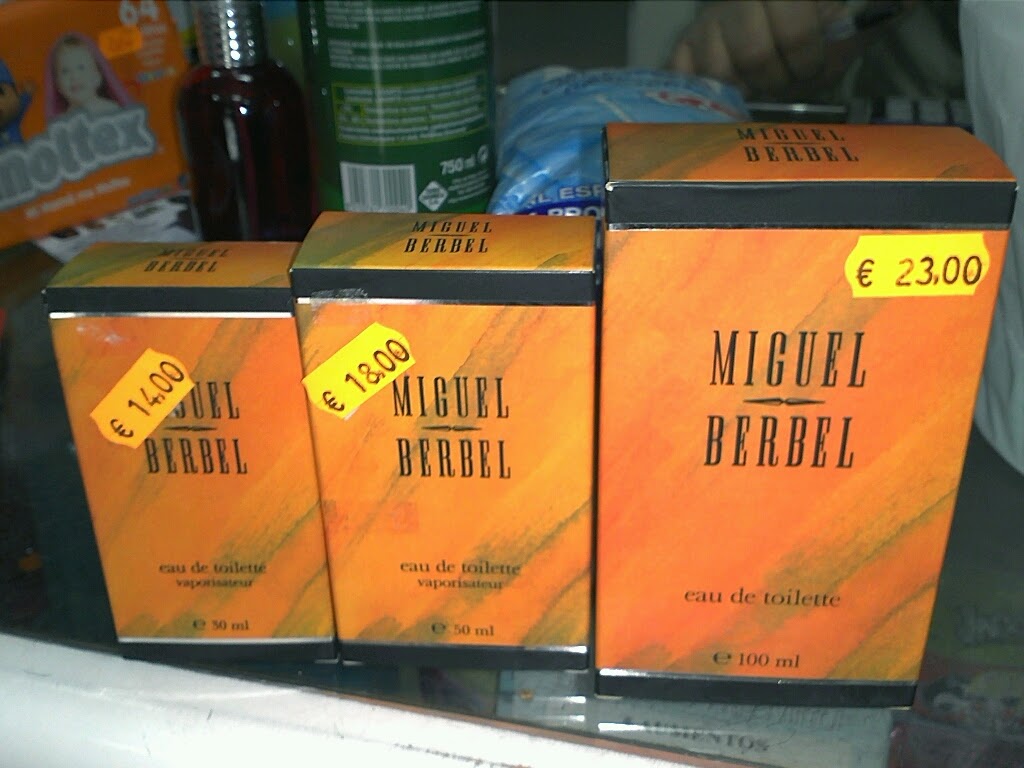 64
moltex
750 ml
MIGUEL
BERBEL
€ 14,00
BERBEL
eau de toilette
vaporisateur
e 30 ml
MIGUEL
BERBEL
€ 18,00
MIGUEL
BERBEL
eau de toilette
vaporisateur
e 50 ml
MIGUEL
BERBEL
€ 23,00
MIGUEL
BERBEL
eau de toilette
e 100 ml